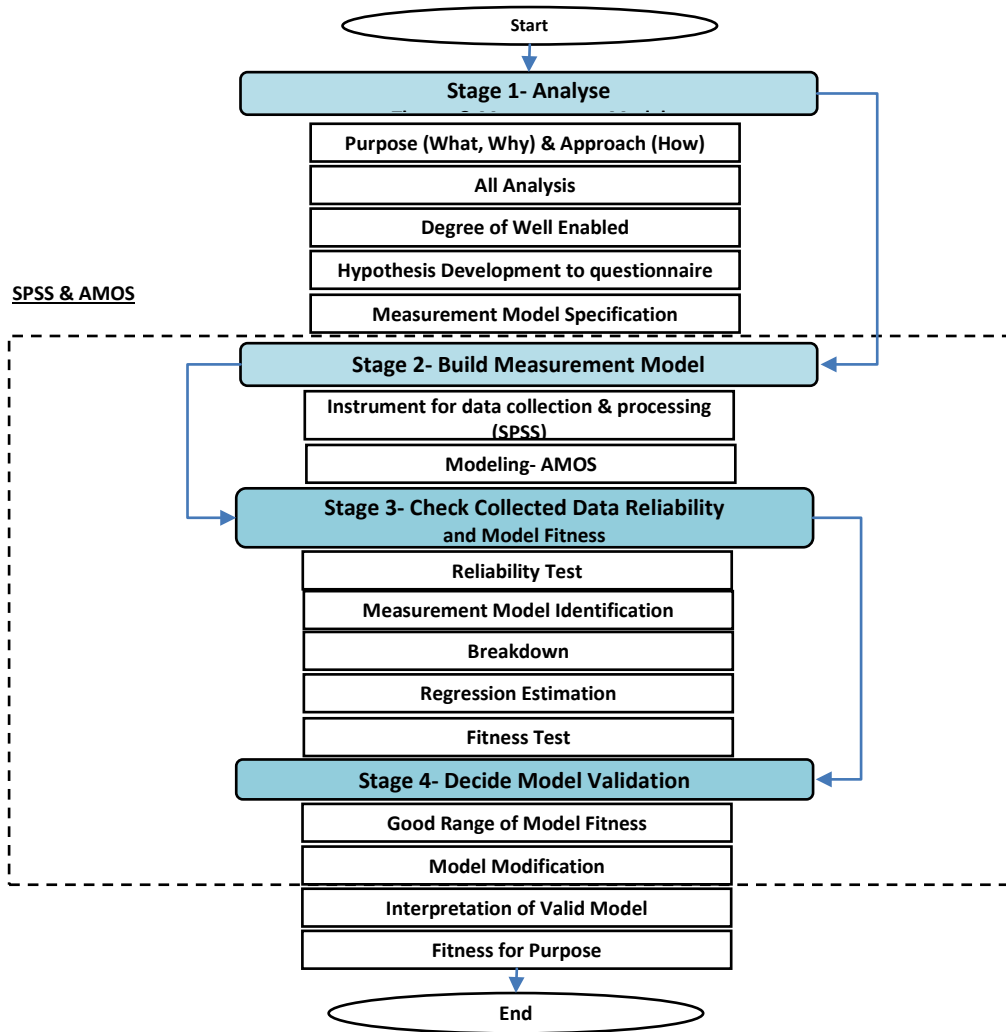 Start
Stage 1- Analyse
Purpose (What, Why) & Approach (How)
All Analysis
Degree of Well Enabled
Hypothesis Development to questionnaire
SPSS & AMOS
Measurement Model Specification
Stage 2- Build Measurement Model
Instrument for data collection & processing
(SPSS)
Modeling- AMOS
Stage 3- Check Collected Data Reliability
and Model Fitness
Reliability Test
Measurement Model Identification
Breakdown
Regression Estimation
Fitness Test
Stage 4- Decide Model Validation
Good Range of Model Fitness
Model Modification
Interpretation of Valid Model
Fitness for Purpose
End